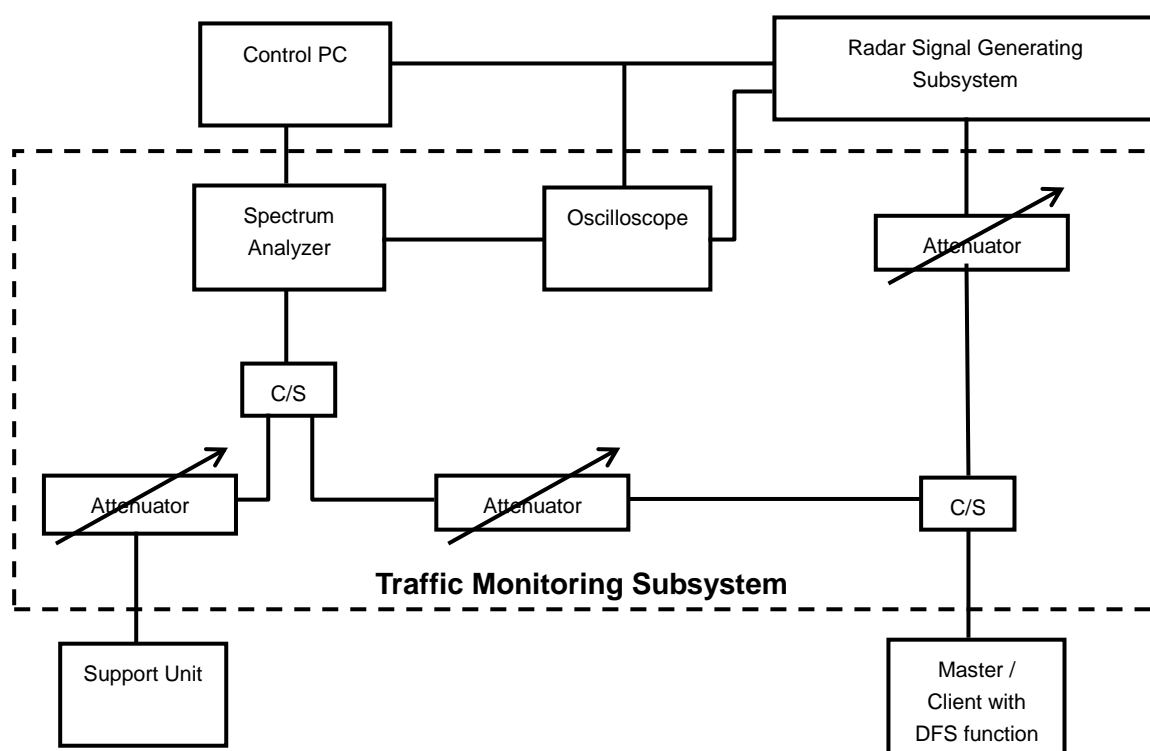 Control PC
Radar Signal Generating
Subsystem
Spectrum
Analyzer
Oscilloscope
Attenuator
C/S
Attenuator
Attenuator
C/S
Traffic Monitoring Subsystem
Support Unit
Master /
Client with
DFS function